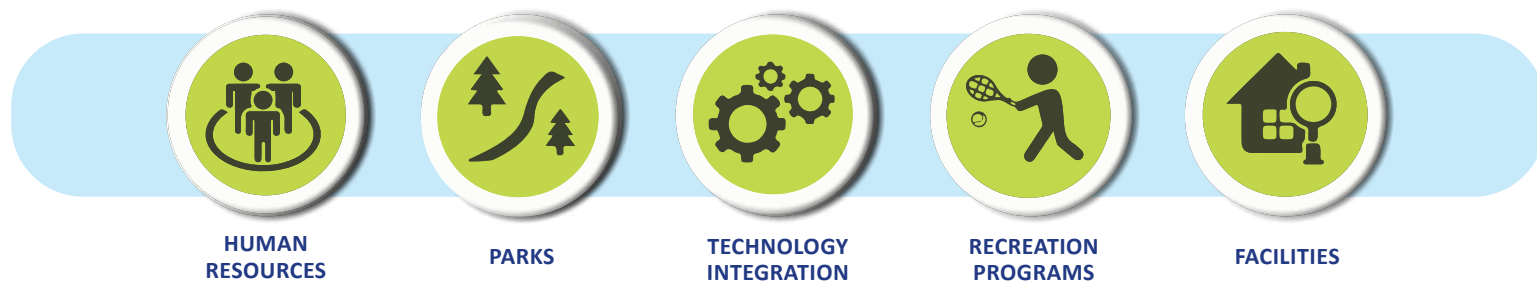 HUMAN
RESOURCES
PARKS
TECHNOLOGY
INTEGRATION
RECREATION
PROGRAMS
FACILITIES